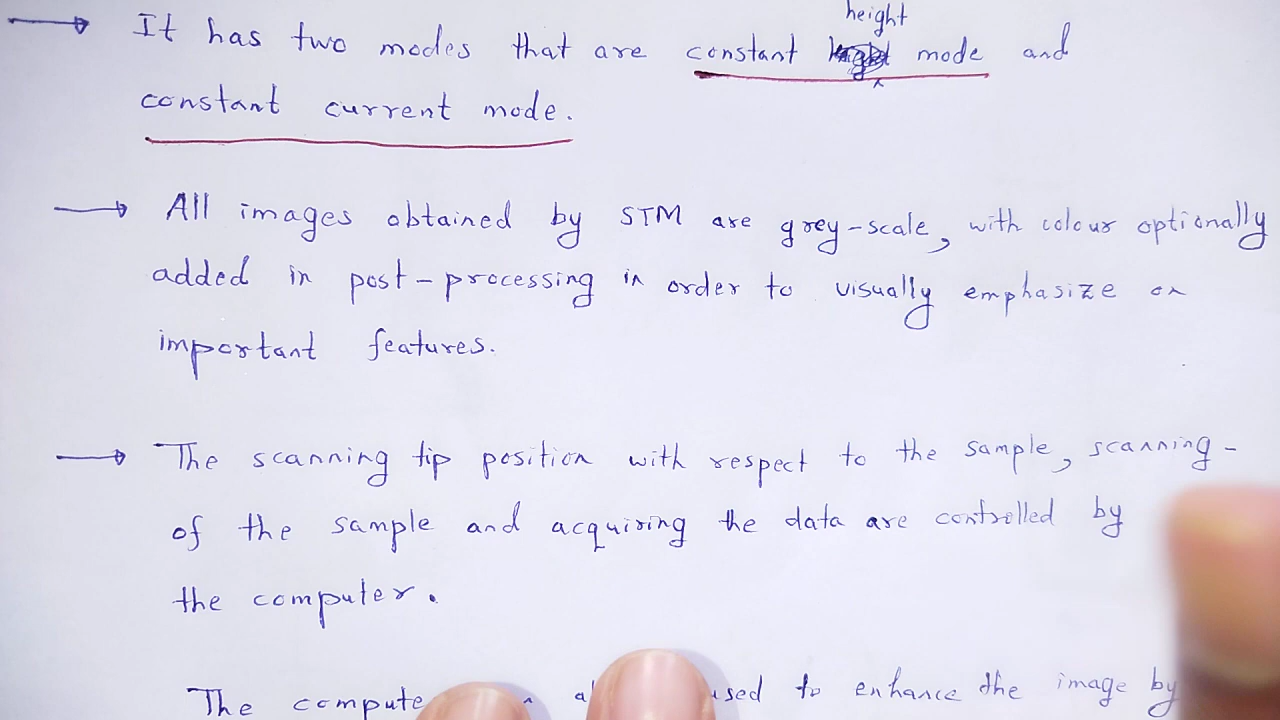 height
It has two modes that are constant mode and
constant current mode.
All images obtained by STM are grey-scale, with colour optionally
added in post-processing in order to visually emphasize on
important features.
The scanning tip position with respect to the sample, scanning-
of the sample and acquiring the data are controlled by
the computer.
The used to enhance the image by